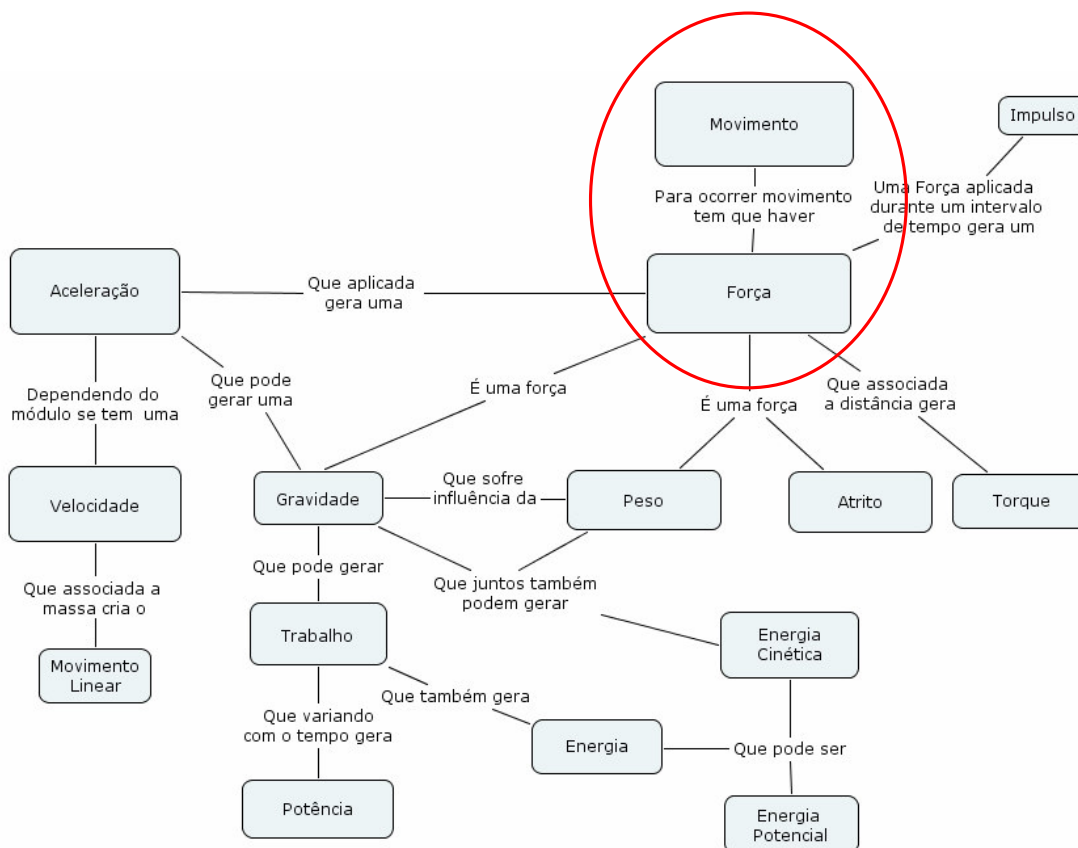 Movimento
Impulso
Para ocorrer movimento
tem que haver
Uma Força aplicada
durante um intervalo
de tempo gera um
Aceleração
Que aplicada
gera uma
Força
Dependendo do
módulo se tem uma
Que pode
gerar uma
É uma força
É uma força
Que associada
a distância gera
Velocidade
Gravidade
Que sofre
influência da
Peso
Atrito
Torque
Que associada a
massa cria o
Que pode gerar
Que juntos também
podem gerar
Movimento
Linear
Trabalho
Energia
Cinética
Que também gera
Que variando
com o tempo gera
Energia
Que pode ser
Potência
Energia
Potencial